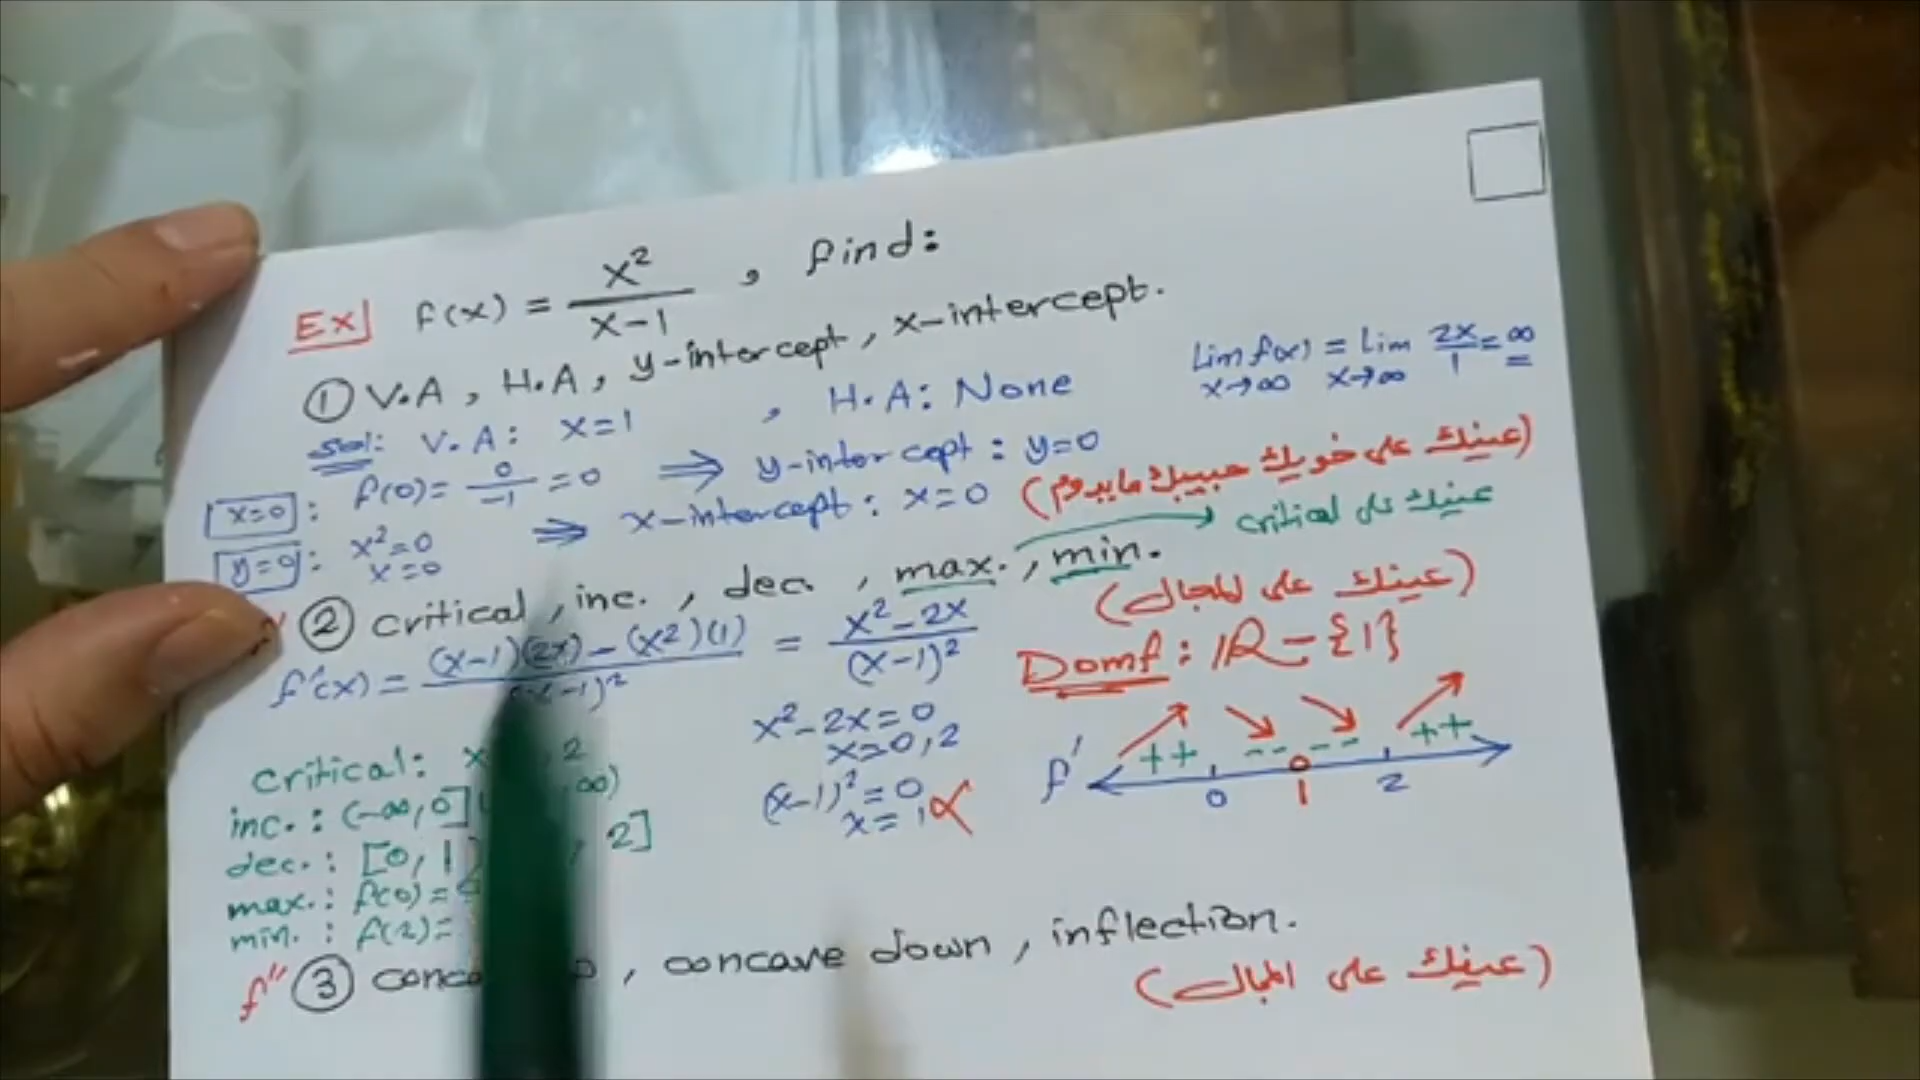 Ex] f(x) = x²/(x-1) , find:
① V.A , H.A , y-intercept , x-intercept.
Sol: V.A: x=1 , H.A: None
Lim f(x) = Lim 2x/1 = ∞
x→∞ x→∞
x=0 : f(0) = 0/-1 = 0 ⇒ y-intercept : y=0
y=0 : x²=0 ⇒ x-intercept : x=0 (عينك على خويك حبيبك مايدوم)
x=0
عينك على critical
② critical , inc. , dec. , max. , min.
(عينك على المجال)
f'(x) = (x-1)(2x) - (x²)(1) / (x-1)² = x²-2x / (x-1)²
Domf : IR - {1}
x²-2x=0
x=0,2
(x-1)²=0
x=1
f' ++ -- -- ++
0 1 2
critical: x 2
inc. : (-∞,0] ∞)
dec. : [0,1) 2]
max. : f(0) =
min. : f(2) =
f'' ③ , concave down , inflection.
(عينك على المجال)